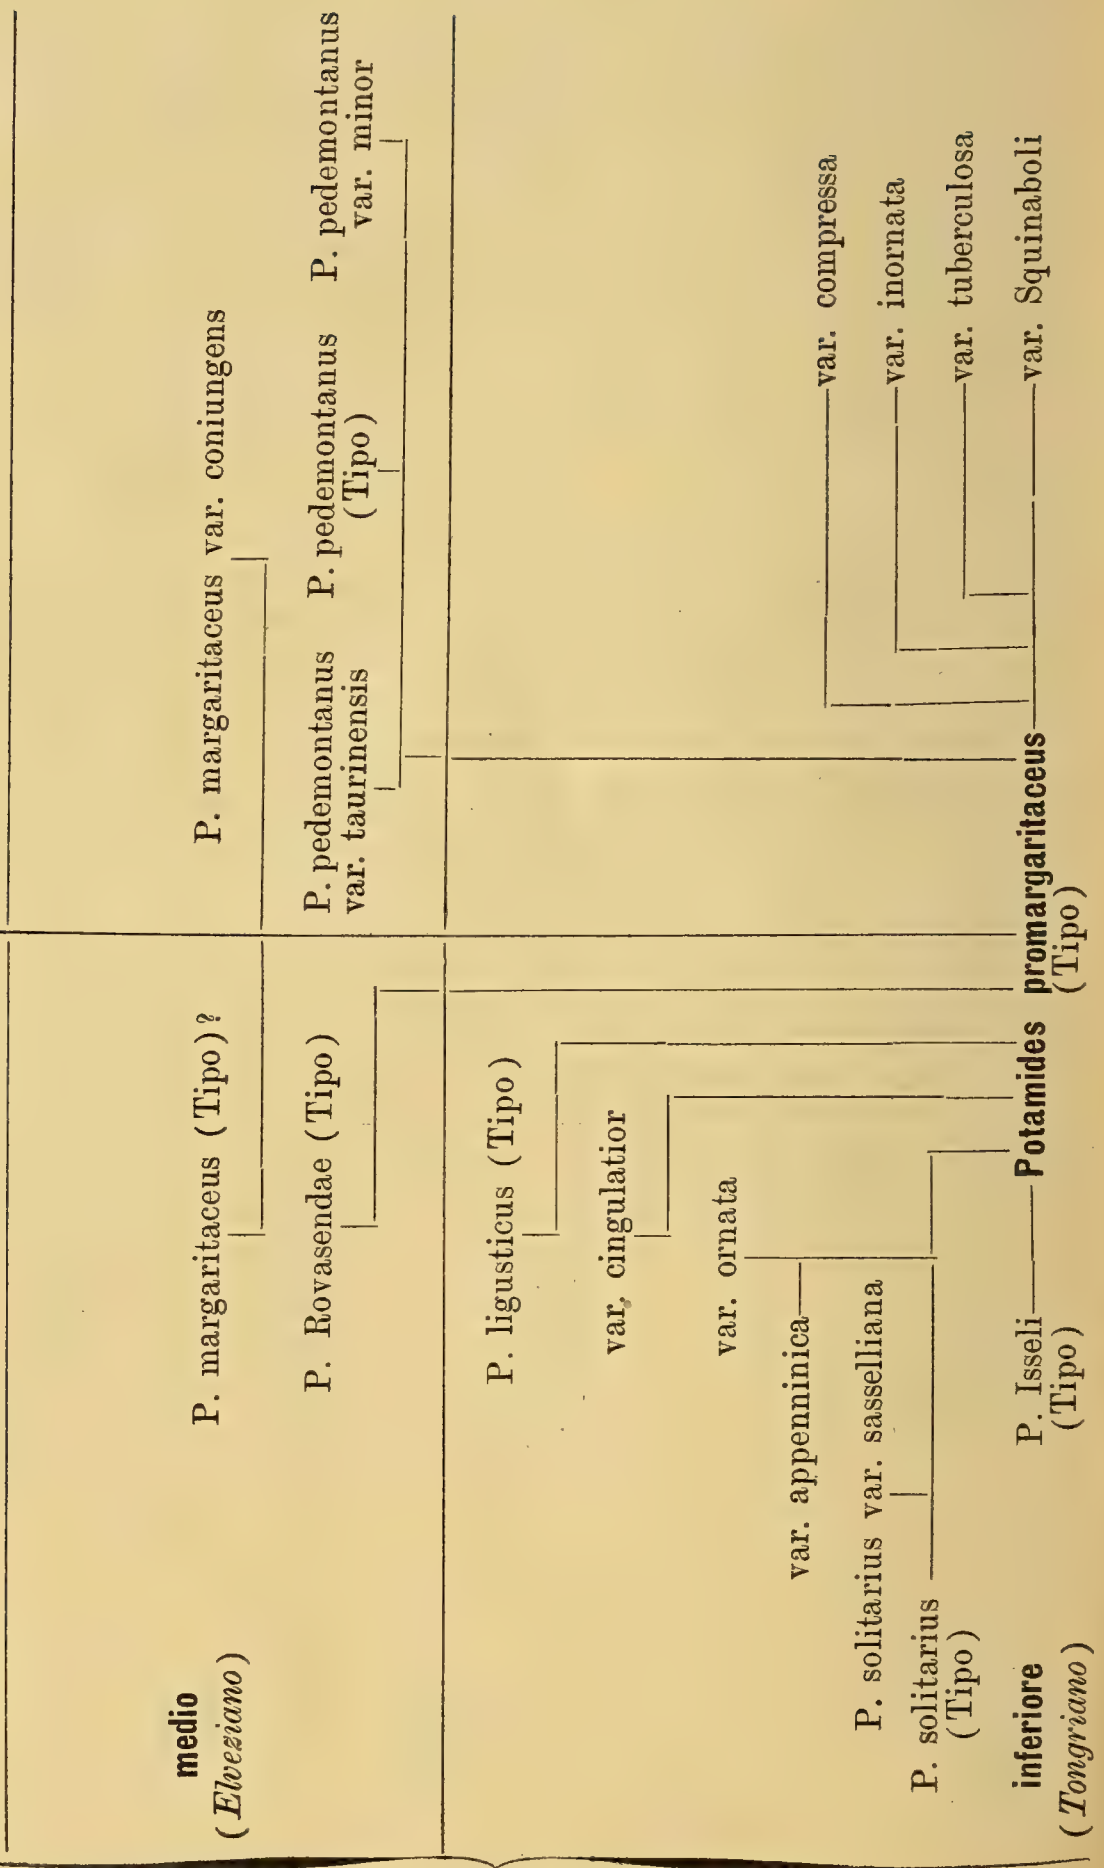 medio
(Elveziano)
P. margaritaceus (Tipo)?
P. margaritaceus var. coniungens
P. Rovasendae (Tipo)
P. pedemontanus
var. taurinensis
P. pedemontanus
(Tipo)
P. pedemontanus
var. minor
P. ligusticus (Tipo)
var. cingulatior
var. ornata
var. appenninica
P. solitarius var. sasselliana
P. solitarius
(Tipo)
var. compressa
var. inornata
var. tuberculosa
var. Squinaboli
inferiore
(Tongriano)
P. Isseli
(Tipo)
Potamides promargaritaceus
(Tipo)